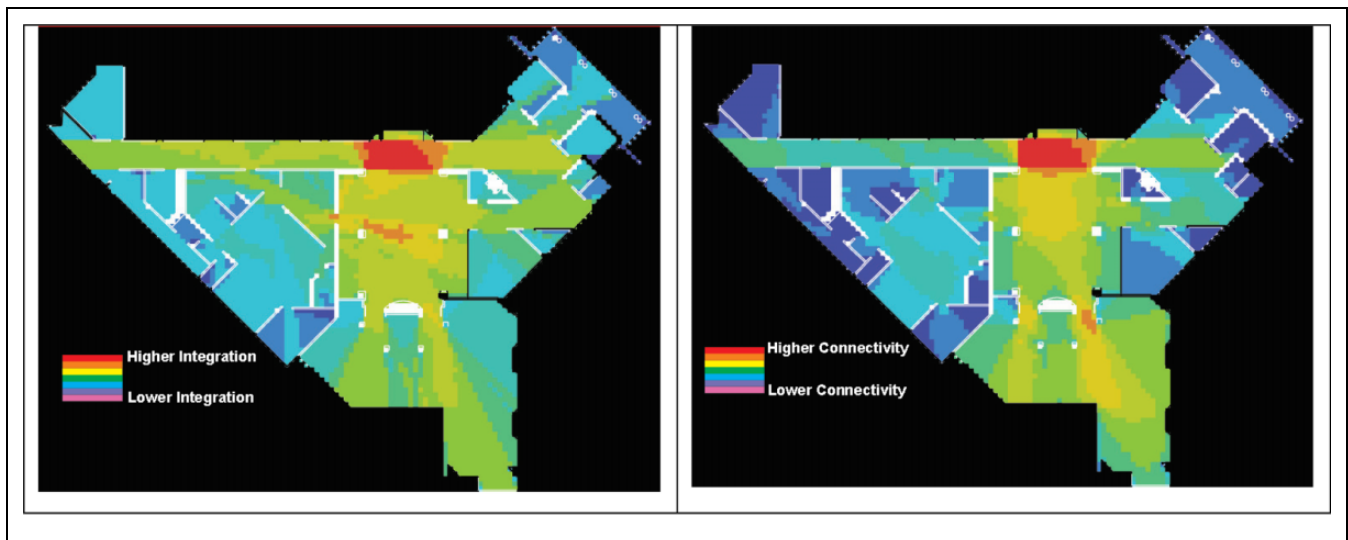 Higher Integration
Lower Integration
Higher Connectivity
Lower Connectivity